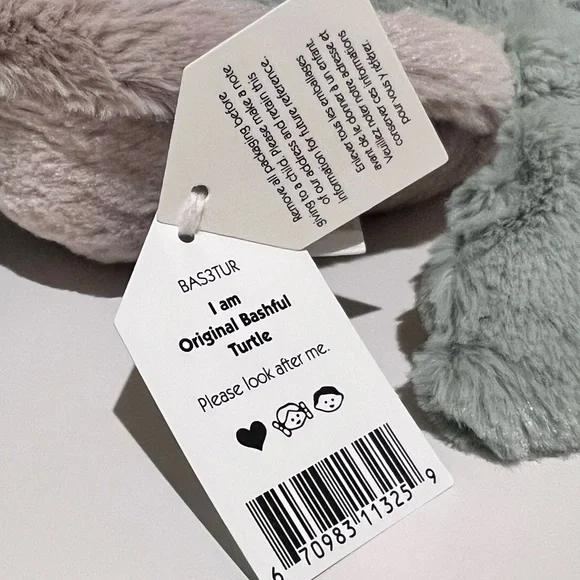 Remove all packaging before
giving to a child. Please make a note
of our address and retain this
information for future reference.
Enlever tous les emballages
avant de le donner à un enfant.
Veuillez noter notre adresse et
conserver ces informations
pour vous y référer.
BAS3TUR
I am
Original Bashful
Turtle
Please look after me.
6 70983 11325 9